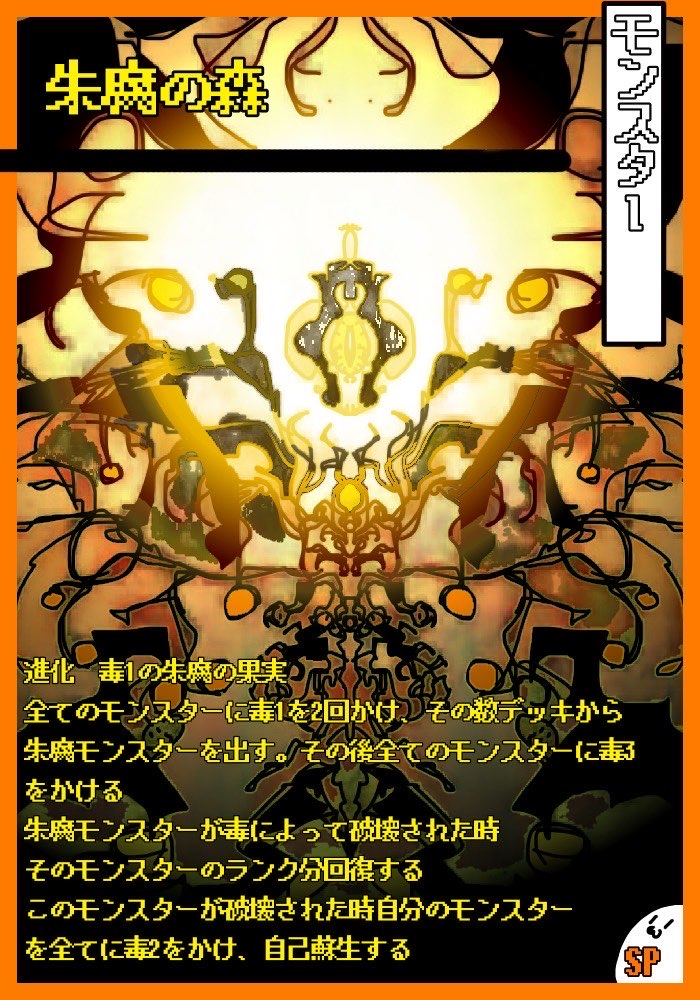 朱腐の森
モンスター
進化　毒1の朱腐の果実
全てのモンスターに毒1を2回かけ、その数デッキから
朱腐モンスターを出す。その後全てのモンスターに毒3
をかける
朱腐モンスターが毒によって破壊された時
そのモンスターのランク分回復する
このモンスターが破壊された時自分のモンスター
を全てに毒2をかけ、自己蘇生する
SP